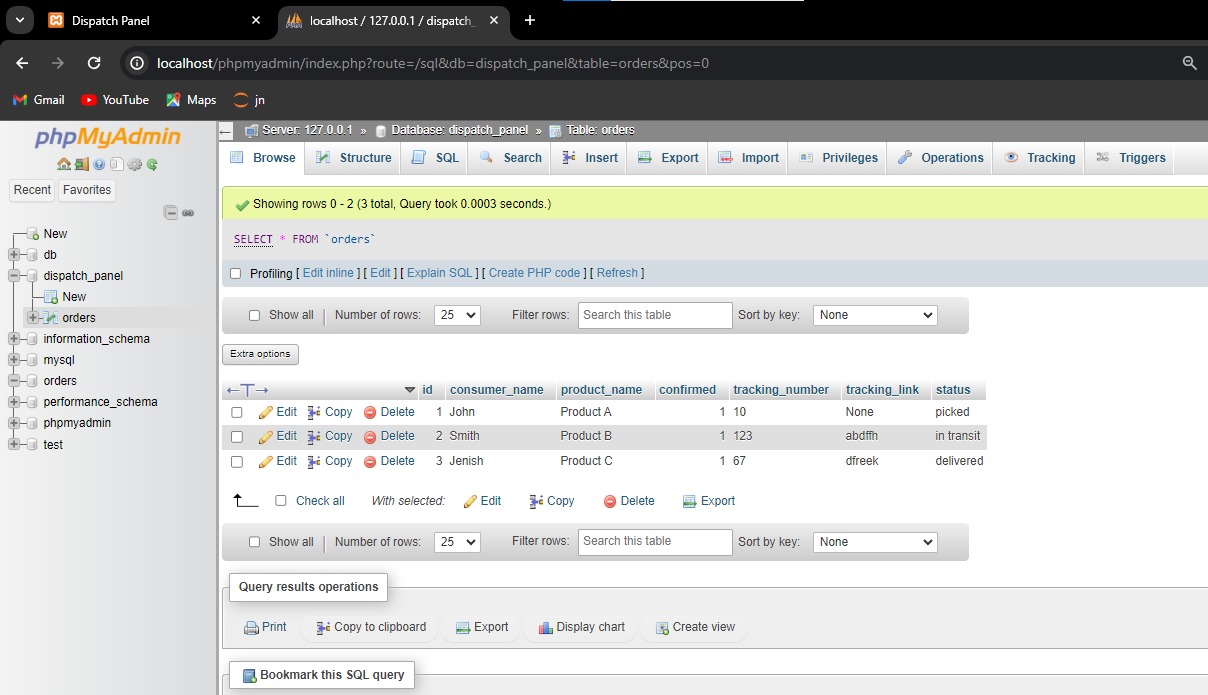 Dispatch Panel
localhost / 127.0.0.1 / dispatch_
localhost/phpmyadmin/index.php?route=/sql&db=dispatch_panel&table=orders&pos=0
Gmail YouTube Maps jn
phpMyAdmin
Recent Favorites
New
db
dispatch_panel
New
orders
information_schema
mysql
orders
performance_schema
phpmyadmin
test
Server: 127.0.0.1 » Database: dispatch_panel » Table: orders
Browse Structure SQL Search Insert Export Import Privileges Operations Tracking Triggers
Showing rows 0 - 2 (3 total, Query took 0.0003 seconds.)
SELECT * FROM `orders`
Profiling [ Edit inline ] [ Edit ] [ Explain SQL ] [ Create PHP code ] [ Refresh ]
Show all | Number of rows: 25 Filter rows: Search this table Sort by key: None
Extra options
←T→ id consumer_name product_name confirmed tracking_number tracking_link status
Edit Copy Delete 1 John Product A 1 10 None picked
Edit Copy Delete 2 Smith Product B 1 123 abdffh in transit
Edit Copy Delete 3 Jenish Product C 1 67 dfreek delivered
Check all With selected: Edit Copy Delete Export
Show all | Number of rows: 25 Filter rows: Search this table Sort by key: None
Query results operations
Print Copy to clipboard Export Display chart Create view
Bookmark this SQL query